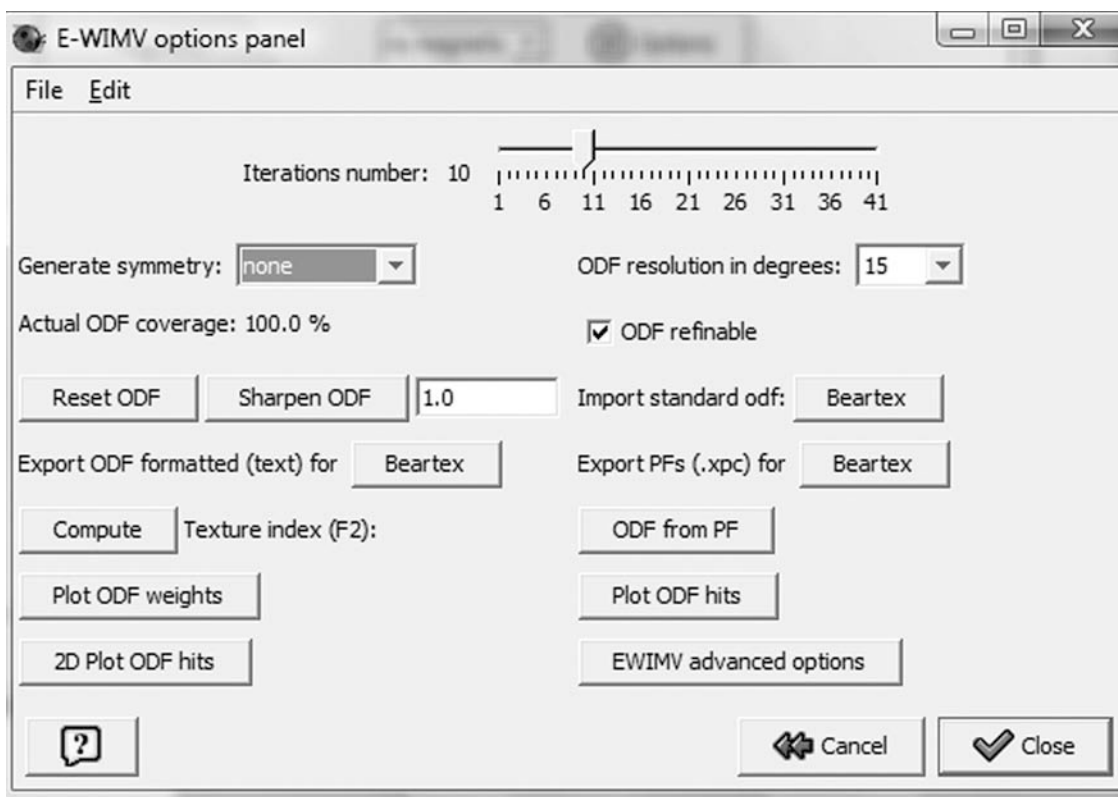 E-WIMV options panel
File Edit
Iterations number: 10
1 6 11 16 21 26 31 36 41
Generate symmetry: none ODF resolution in degrees: 15
Actual ODF coverage: 100.0 % ODF refinable
Reset ODF Sharpen ODF 1.0 Import standard odf: Beartex
Export ODF formatted (text) for Beartex Export PFs (.xpc) for Beartex
Compute Texture index (F2): ODF from PF
Plot ODF weights Plot ODF hits
2D Plot ODF hits EWIMV advanced options
? Cancel Close